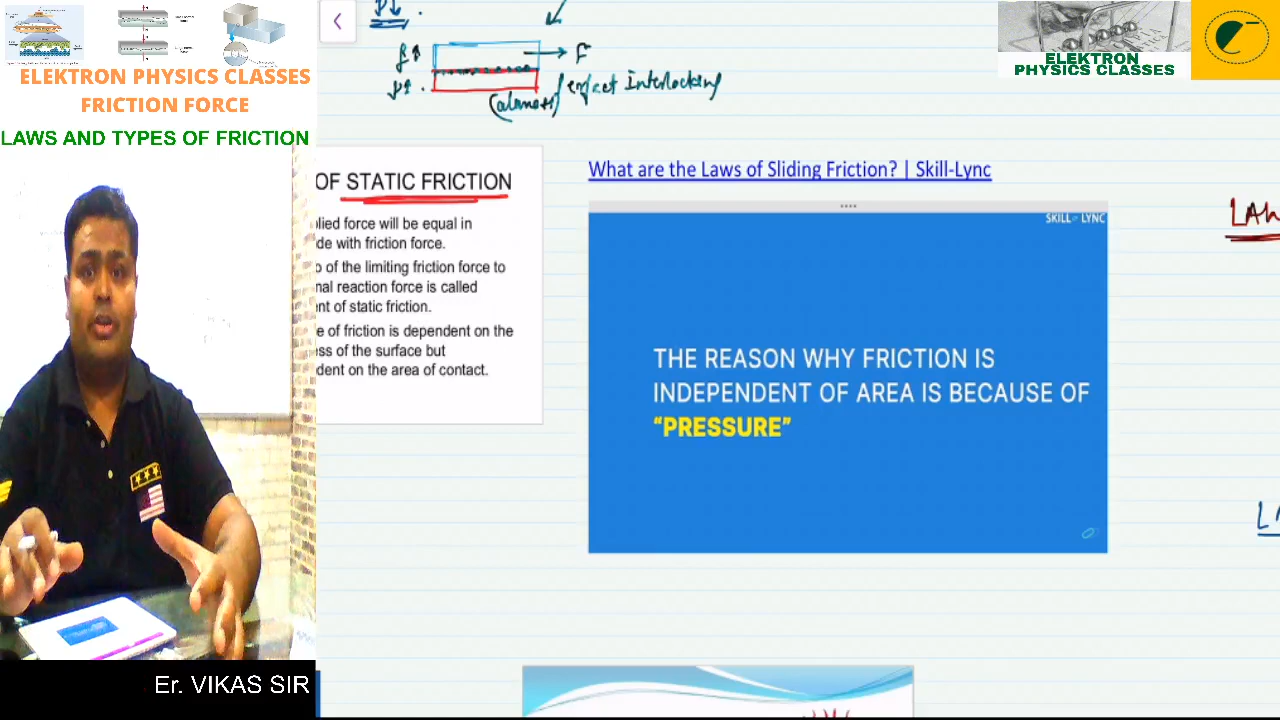 ELEKTRON PHYSICS CLASSES
FRICTION FORCE
LAWS AND TYPES OF FRICTION
P↓.
F
Perfect Interlocking
ELEKTRON
PHYSICS CLASSES
OF STATIC FRICTION
plied force will be equal in
de with friction force.
o of the limiting friction force to
nal reaction force is called
nt of static friction.
e of friction is dependent on the
ess of the surface but
dent on the area of contact.
What are the Laws of Sliding Friction? | Skill-Lync
SKILL LYNC
THE REASON WHY FRICTION IS
INDEPENDENT OF AREA IS BECAUSE OF
“PRESSURE”
LAW
Er. VIKAS SIR